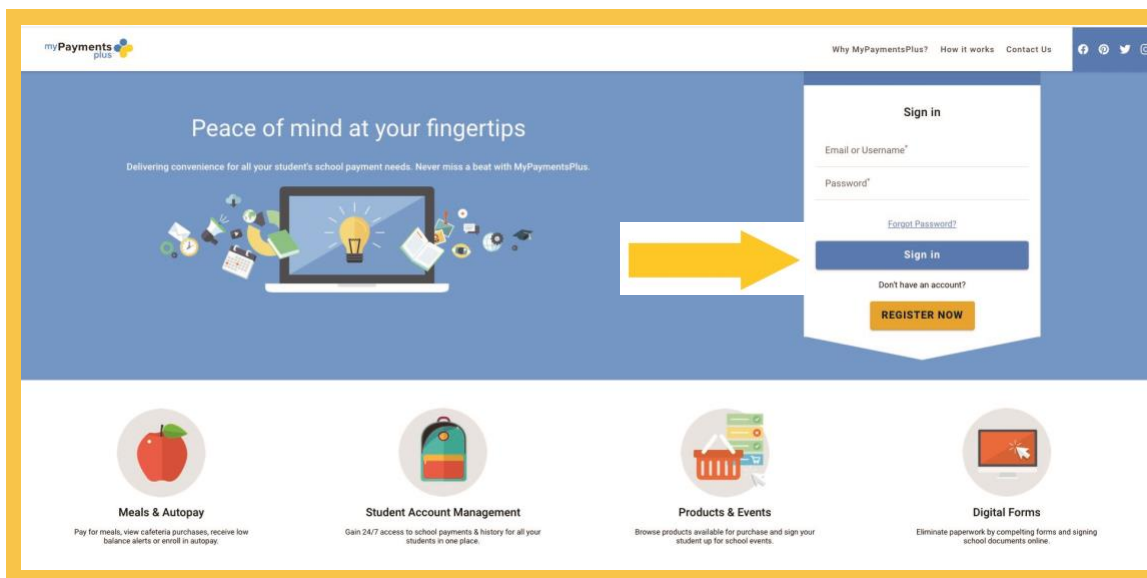 myPayments
plus
Why MyPaymentsPlus? How it works Contact Us
Peace of mind at your fingertips
Delivering convenience for all your student's school payment needs. Never miss a beat with MyPaymentsPlus.
Sign in
Email or Username*
Password*
Forgot Password?
Sign in
Don't have an account?
REGISTER NOW
Meals & Autopay
Pay for meals, view cafeteria purchases, receive low
balance alerts or enroll in autopay.
Student Account Management
Gain 24/7 access to school payments & history for all your
students in one place.
Products & Events
Browse products available for purchase and sign your
student up for school events.
Digital Forms
Eliminate paperwork by compelting forms and signing
school documents online.